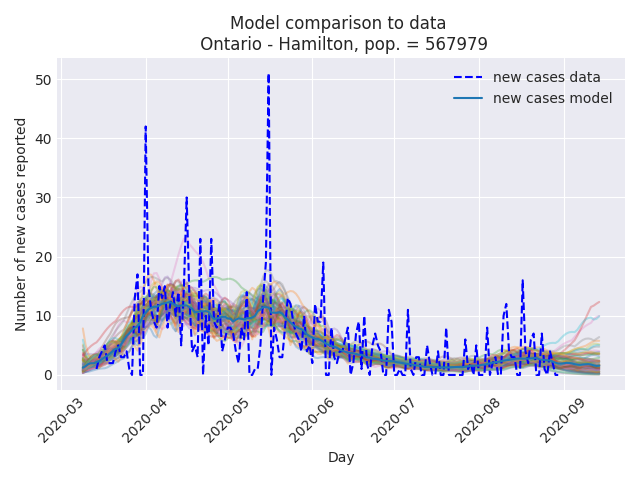 Model comparison to data
Ontario - Hamilton, pop. = 567979
new cases data
new cases model
Number of new cases reported
50
40
30
20
10
0
2020-03
2020-04
2020-05
2020-06
2020-07
2020-08
2020-09
Day